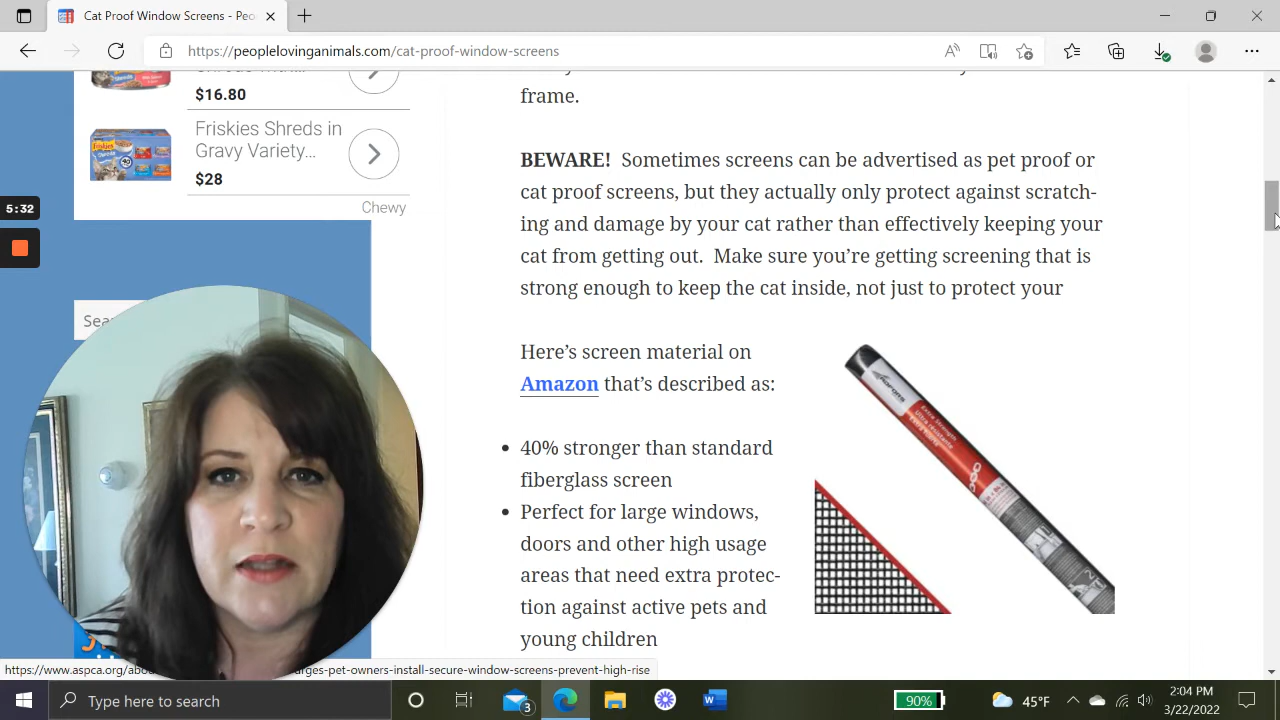 Cat Proof Window Screens - Peo
https://peoplelovinganimals.com/cat-proof-window-screens
$16.80
Friskies Shreds in
Gravy Variety...
$28
Chewy
5:32
Sea
frame.
BEWARE! Sometimes screens can be advertised as pet proof or
cat proof screens, but they actually only protect against scratch-
ing and damage by your cat rather than effectively keeping your
cat from getting out. Make sure you're getting screening that is
strong enough to keep the cat inside, not just to protect your
Here's screen material on
Amazon that's described as:
• 40% stronger than standard
fiberglass screen
• Perfect for large windows,
doors and other high usage
areas that need extra protec-
tion against active pets and
young children
https://www.aspca.org/abo
rges-pet-owners-install-secure-window-screens-prevent-high-rise
Type here to search
3
90%
45°F
2:04 PM
3/22/2022